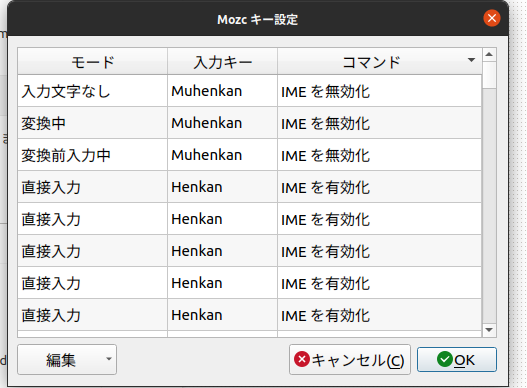 Mozc キー設定
モード 入力キー コマンド
入力文字なし Muhenkan IME を無効化
変換中 Muhenkan IME を無効化
変換前入力中 Muhenkan IME を無効化
直接入力 Henkan IME を有効化
直接入力 Henkan IME を有効化
直接入力 Henkan IME を有効化
直接入力 Henkan IME を有効化
直接入力 Henkan IME を有効化
編集 キャンセル(C) OK